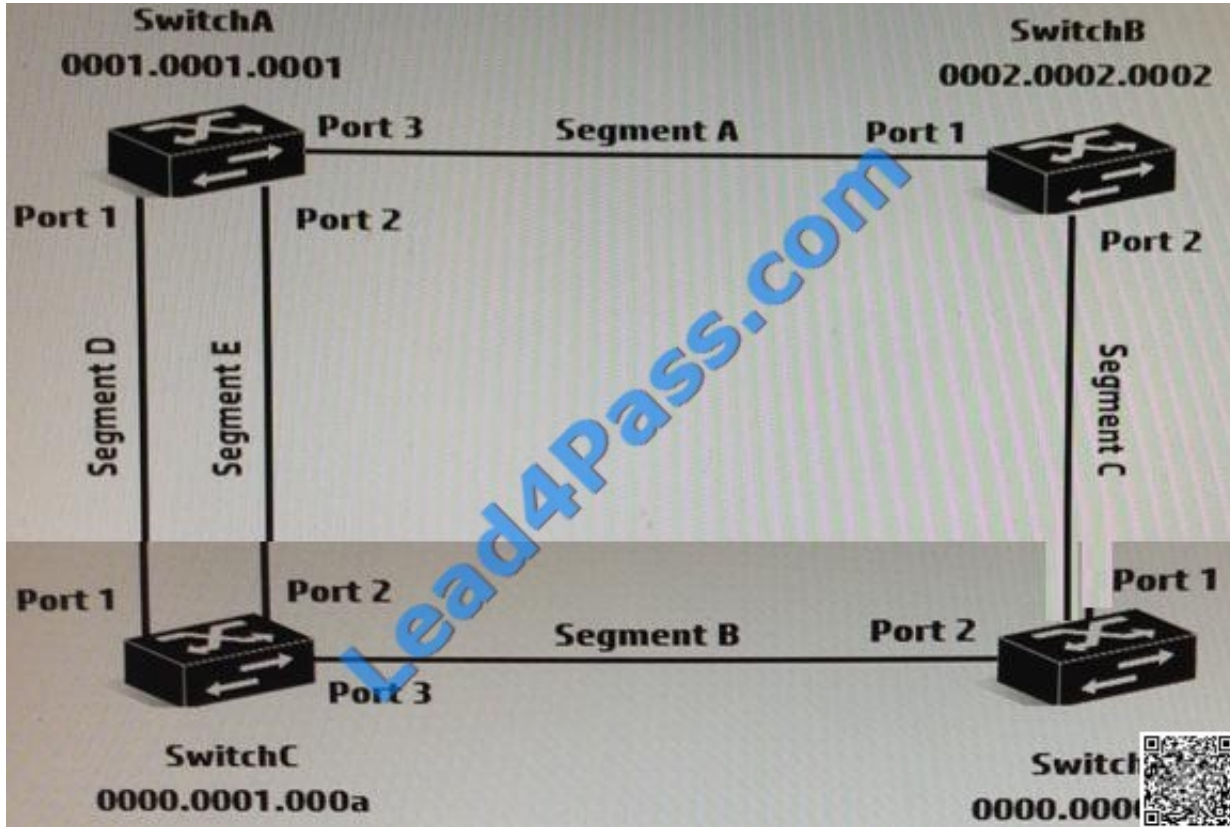 SwitchA
0001.0001.0001
SwitchB
0002.0002.0002
Port 3
Segment A
Port 1
Port 1
Port 2
Port 2
Segment D
Segment E
Segment C
Lead4Pass.com
Port 1
Port 2
Port 1
Segment B
Port 2
Port 3
SwitchC
0000.0001.000a
Switch